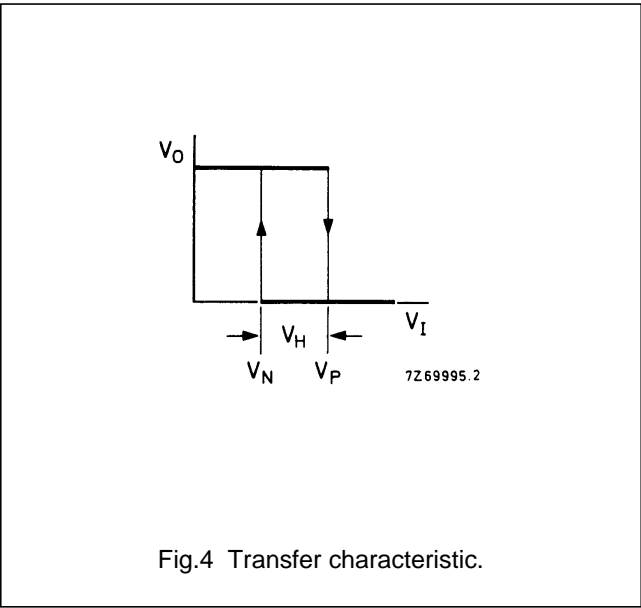 VO
VH
VI
VN VP
7Z69995.2
Fig.4 Transfer characteristic.